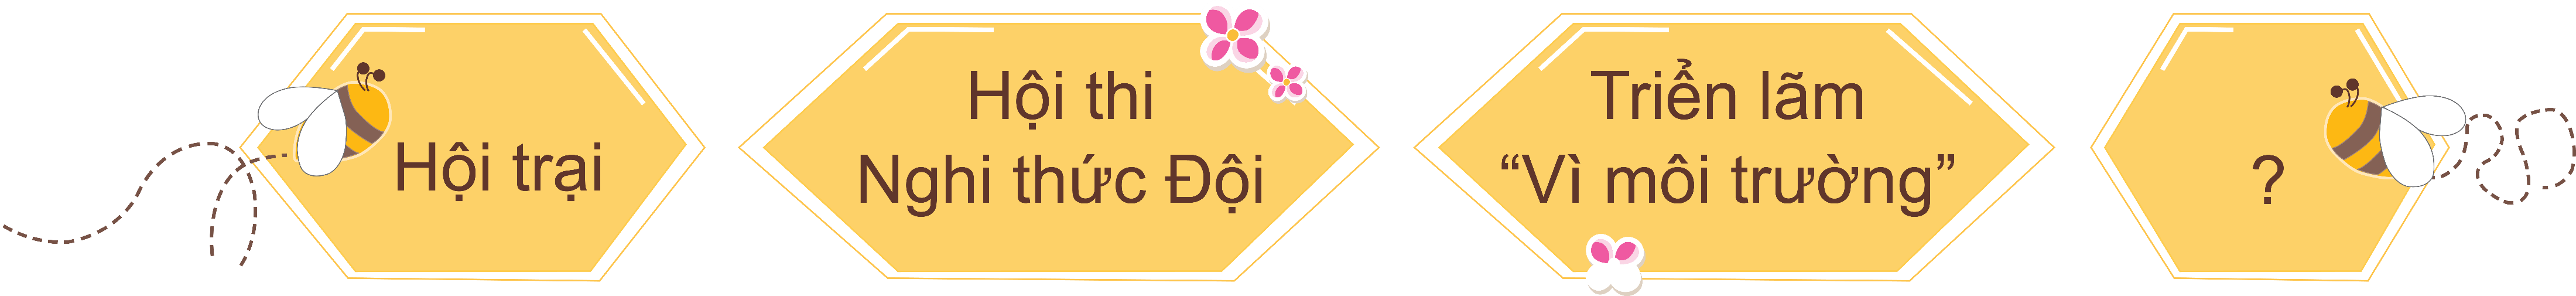 Hội trại
Hội thi
Nghi thức Đội
Triển lãm
“Vì môi trường”
?